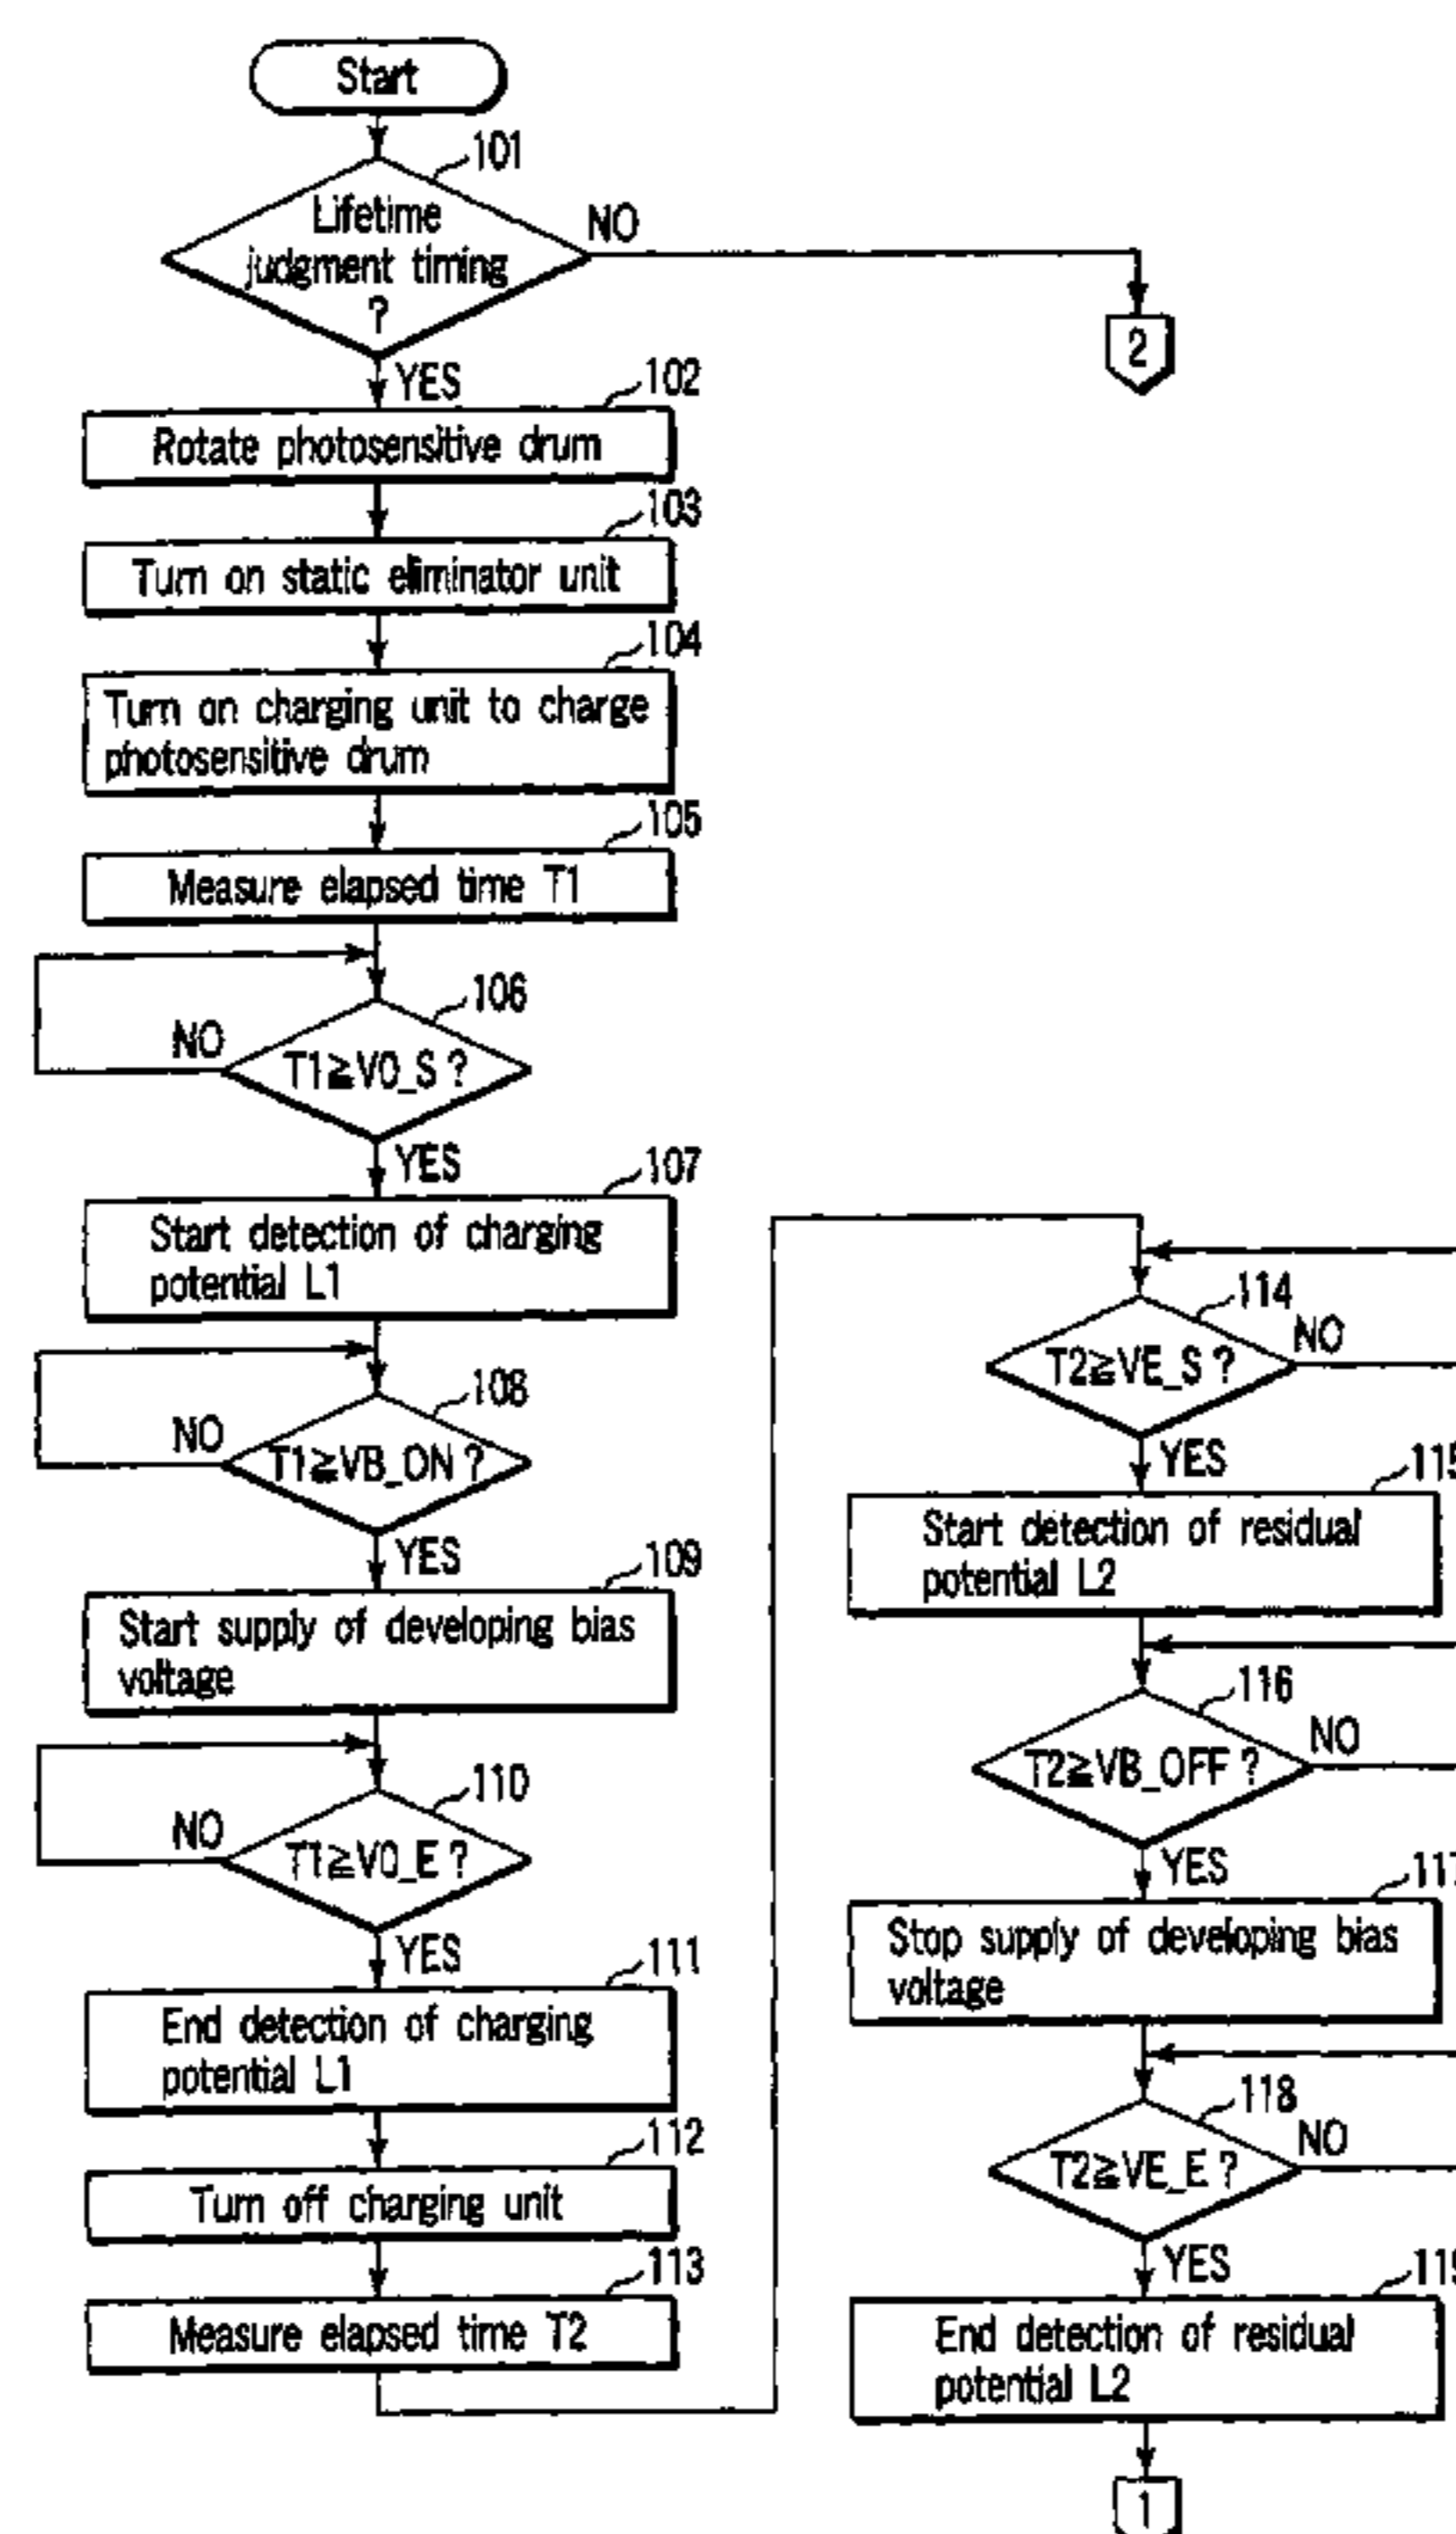 Start
101
Lifetime
judgment timing
?
NO
2
YES
102
Rotate photosensitive drum
103
Turn on static eliminator unit
104
Turn on charging unit to charge
photosensitive drum
105
Measure elapsed time T1
106
NO
T1≧V0_S ?
YES
107
Start detection of charging
potential L1
108
NO
T1≧VB_ON ?
YES
109
Start supply of developing bias
voltage
110
NO
T1≧V0_E ?
YES
111
End detection of charging
potential L1
112
Turn off charging unit
113
Measure elapsed time T2
114
NO
T2≧VE_S ?
YES
115
Start detection of residual
potential L2
116
NO
T2≧VB_OFF ?
YES
117
Stop supply of developing bias
voltage
118
NO
T2≧VE_E ?
YES
119
End detection of residual
potential L2
1